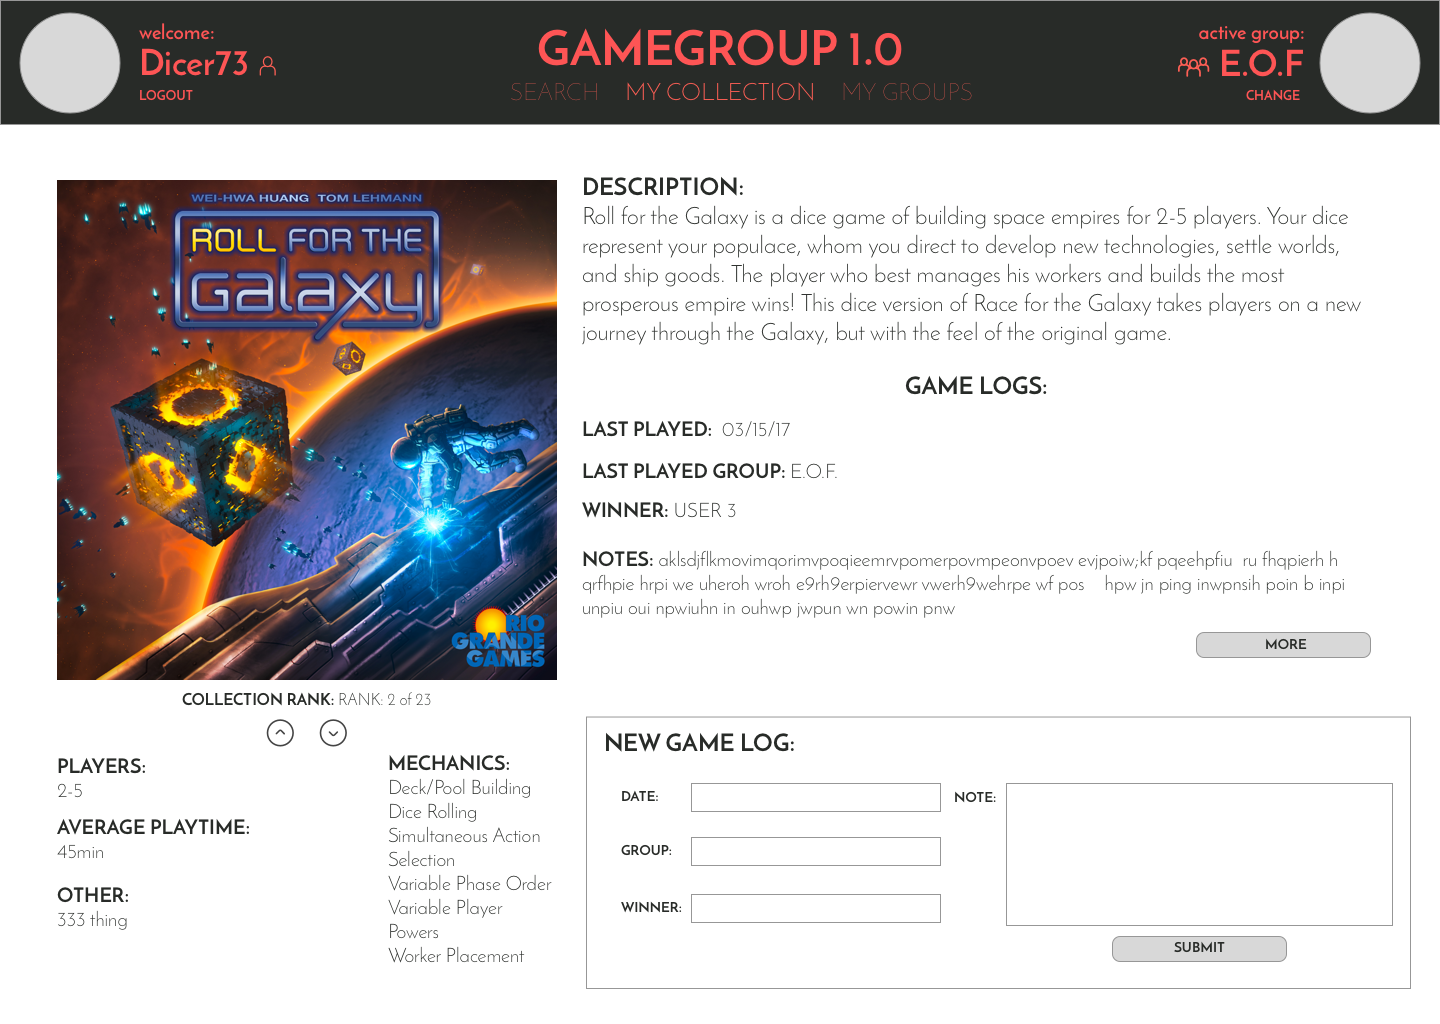 welcome:
Dicer73
LOGOUT
GAMEGROUP 1.0
SEARCH MY COLLECTION MY GROUPS
active group:
E.O.F
CHANGE
WEI-HWA HUANG TOM LEHMANN
ROLL FOR THE
Galaxy
RIO
GRANDE
GAMES
COLLECTION RANK: RANK: 2 of 23
PLAYERS:
2-5
AVERAGE PLAYTIME:
45min
OTHER:
333 thing
MECHANICS:
Deck/Pool Building
Dice Rolling
Simultaneous Action
Selection
Variable Phase Order
Variable Player
Powers
Worker Placement
DESCRIPTION:
Roll for the Galaxy is a dice game of building space empires for 2-5 players. Your dice
represent your populace, whom you direct to develop new technologies, settle worlds,
and ship goods. The player who best manages his workers and builds the most
prosperous empire wins! This dice version of Race for the Galaxy takes players on a new
journey through the Galaxy, but with the feel of the original game.
GAME LOGS:
LAST PLAYED: 03/15/17
LAST PLAYED GROUP: E.O.F.
WINNER: USER 3
NOTES: aklsdjflkmovimqorimvpoqieemrvpomerpovmpeonvpoev evjpoiw;kf pqeehpfiu ru fhqpierh h
qrfhpie hrpi we uheroh wroh e9rh9erpiervewr vwerh9wehrpe wf pos hpw jn ping inwpnsih poin b inpi
unpiu oui npwiuhn in ouhwp jwpun wn powin pnw
MORE
NEW GAME LOG:
DATE:
GROUP:
WINNER:
NOTE:
SUBMIT